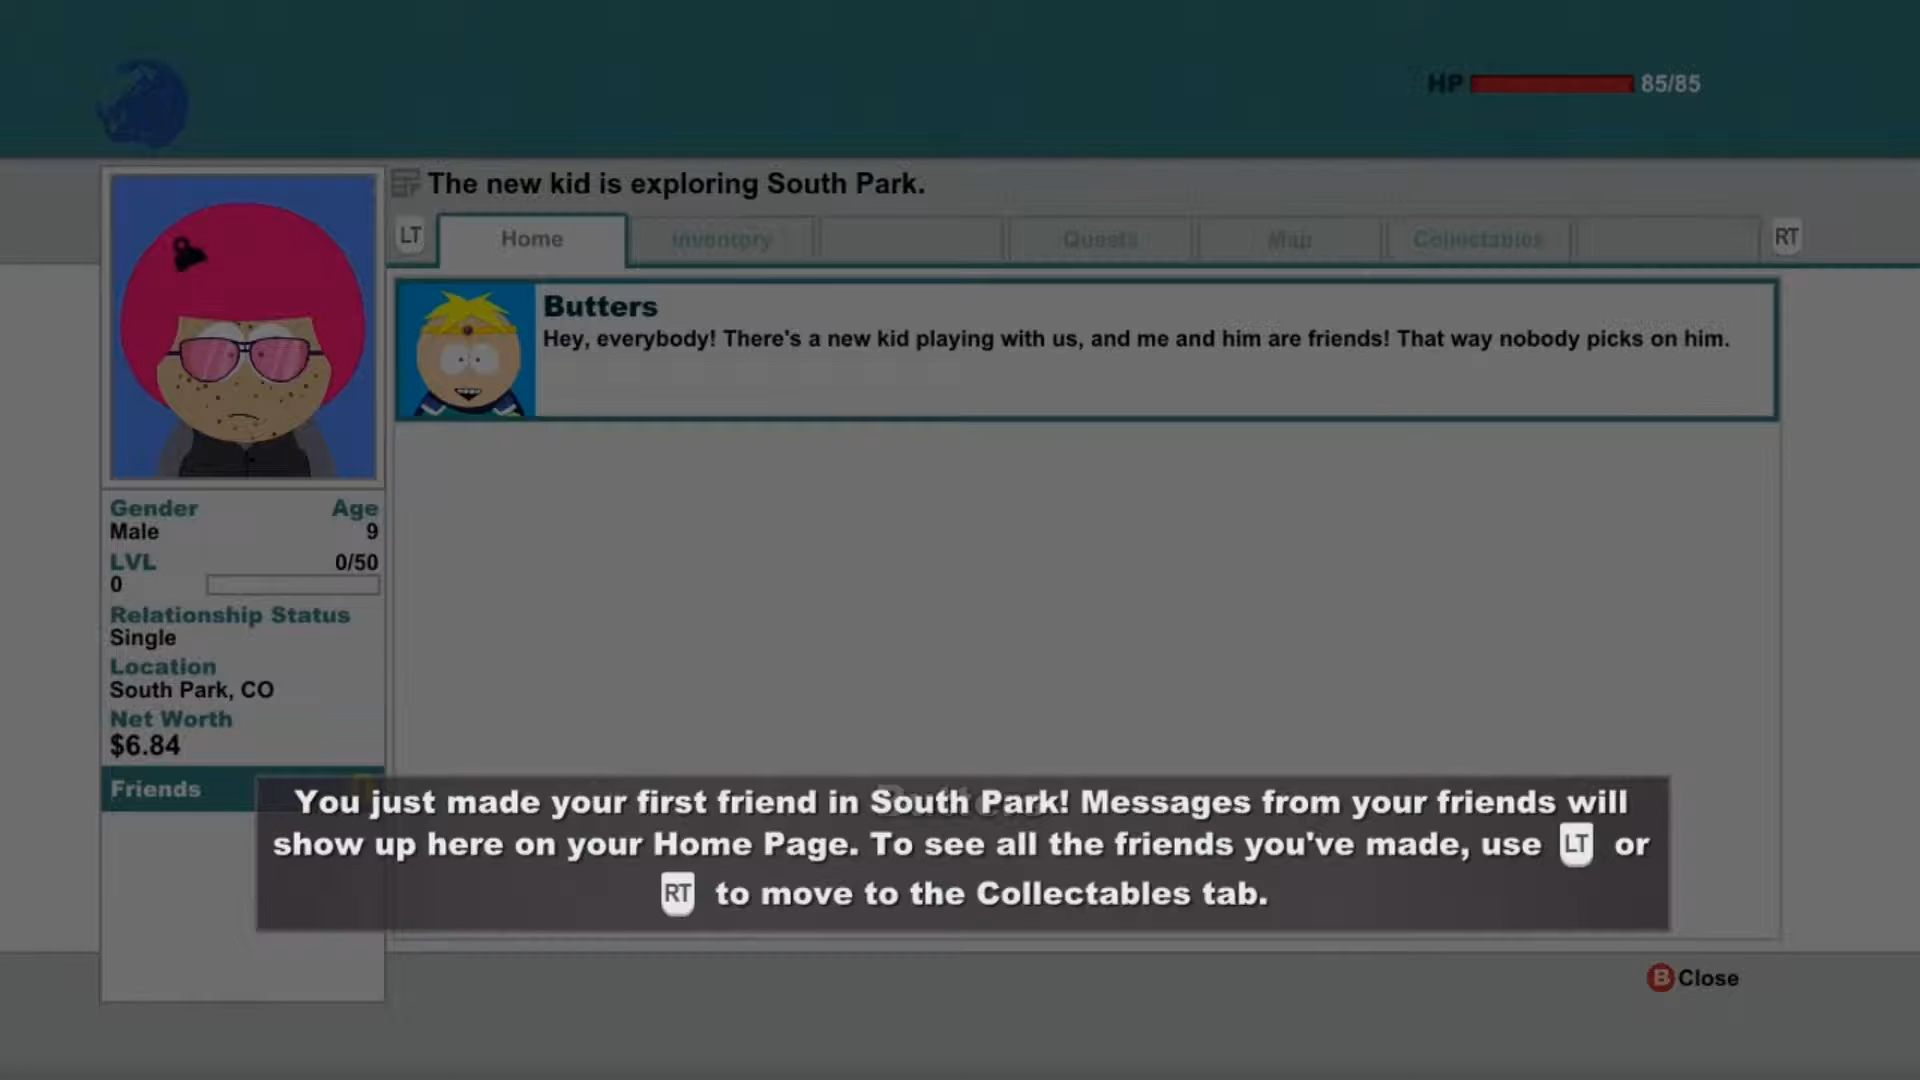 HP 85/85
The new kid is exploring South Park.
LT Home Inventory Quests Map Collectables RT
Butters
Hey, everybody! There's a new kid playing with us, and me and him are friends! That way nobody picks on him.
Gender Age
Male 9
LVL 0/50
0
Relationship Status
Single
Location
South Park, CO
Net Worth
$6.84
Friends
You just made your first friend in South Park! Messages from your friends will
show up here on your Home Page. To see all the friends you've made, use LT or
RT to move to the Collectables tab.
B Close